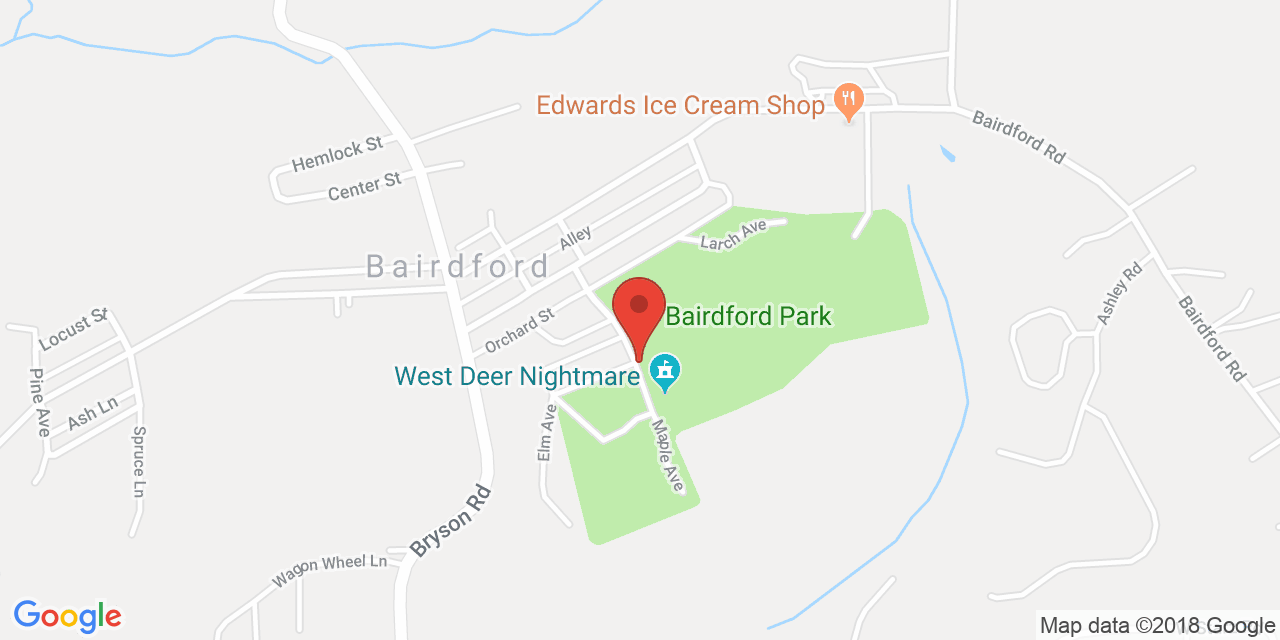 Edwards Ice Cream Shop
Bairdford Rd
Hemlock St
Center St
Larch Ave
Alley
Bairdford
Ashley Rd
Bairdford Rd
Locust St
Orchard St
Bairdford Park
West Deer Nightmare
Pine Ave
Ash Ln
Spruce Ln
Elm Ave
Maple Ave
Bryson Rd
Wagon Wheel Ln
Google
Map data ©2018 Google